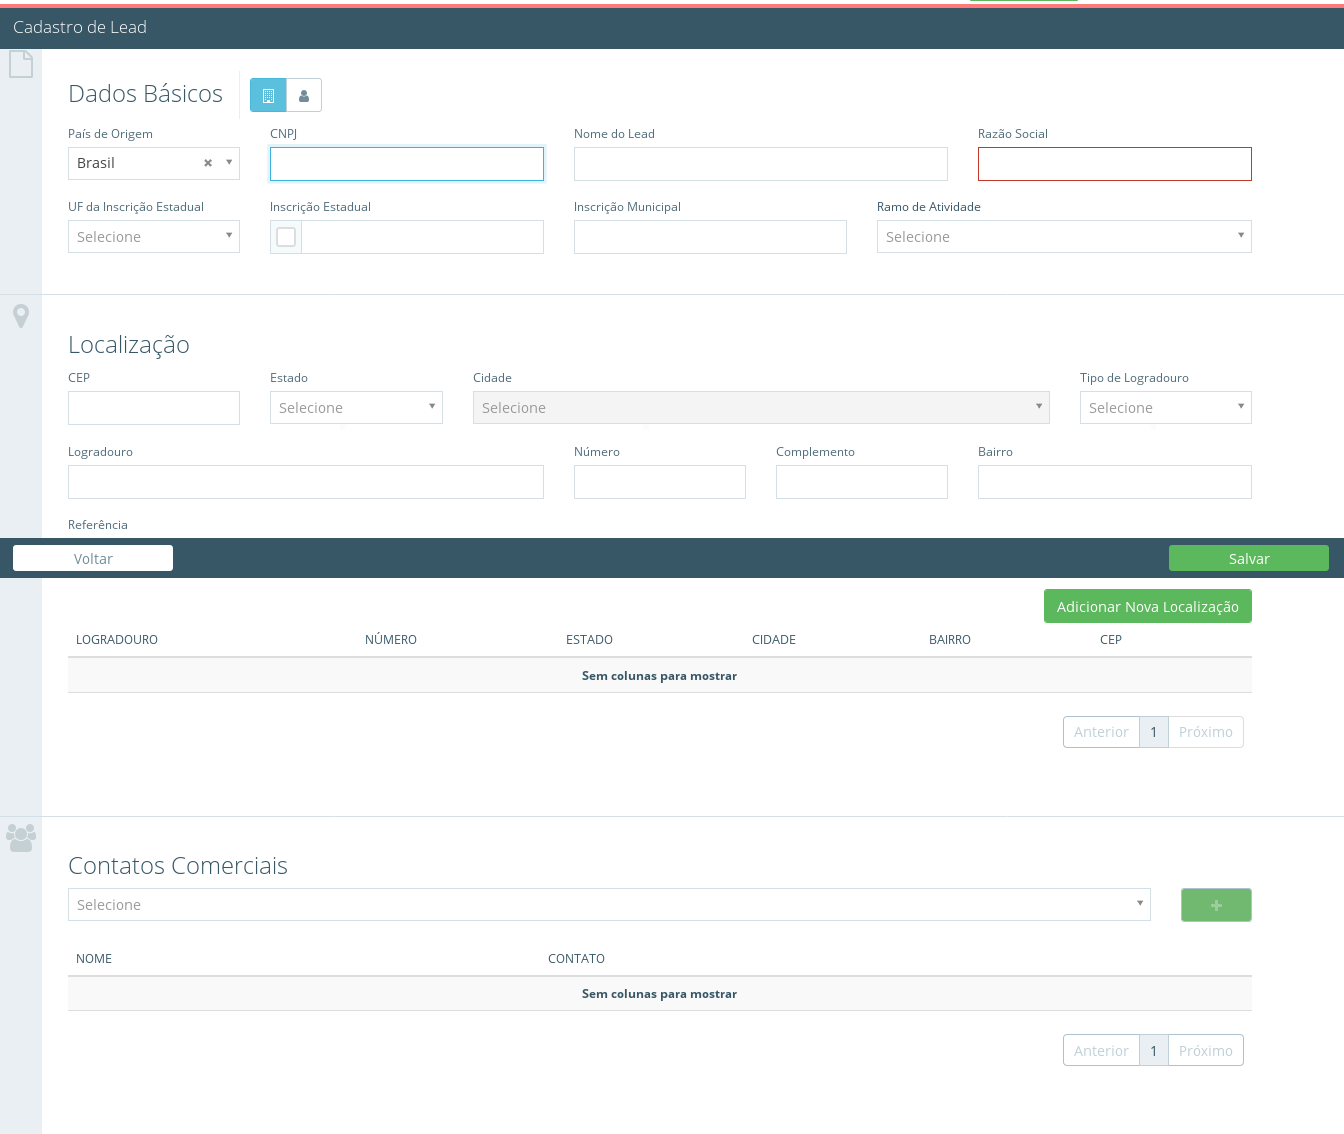 Cadastro de Lead
Dados Básicos
País de Origem CNPJ Nome do Lead Razão Social
Brasil
UF da Inscrição Estadual Inscrição Estadual Inscrição Municipal Ramo de Atividade
Selecione Selecione
Localização
CEP Estado Cidade Tipo de Logradouro
Selecione Selecione Selecione
Logradouro Número Complemento Bairro
Referência
Voltar Salvar
Adicionar Nova Localização
LOGRADOURO NÚMERO ESTADO CIDADE BAIRRO CEP
Sem colunas para mostrar
Anterior 1 Próximo
Contatos Comerciais
Selecione
NOME CONTATO
Sem colunas para mostrar
Anterior 1 Próximo